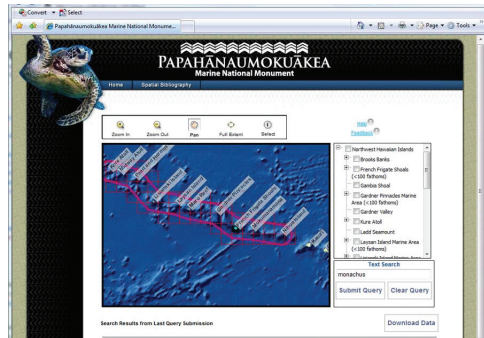 Convert Select
Papahānaumokuākea Marine National Monume...
Page Tools
PAPAHĀNAUMOKUĀKEA
Marine National Monument
Home Spatial Bibliography
Zoom In Zoom Out Pan Full Extent Select
Help
Feedback
Northwest Hawaiian Islands
Brooks Banks
French Frigate Shoals
(<100 fathoms)
Gambia Shoal
Gardner Pinnacles Marine
Area (<100 fathoms)
Gardner Valley
Kure Atoll
Ladd Seamount
Laysan Island Marine Area
(<100 fathoms)
Text Search
monachus
Submit Query Clear Query
Search Results from Last Query Submission
Download Data